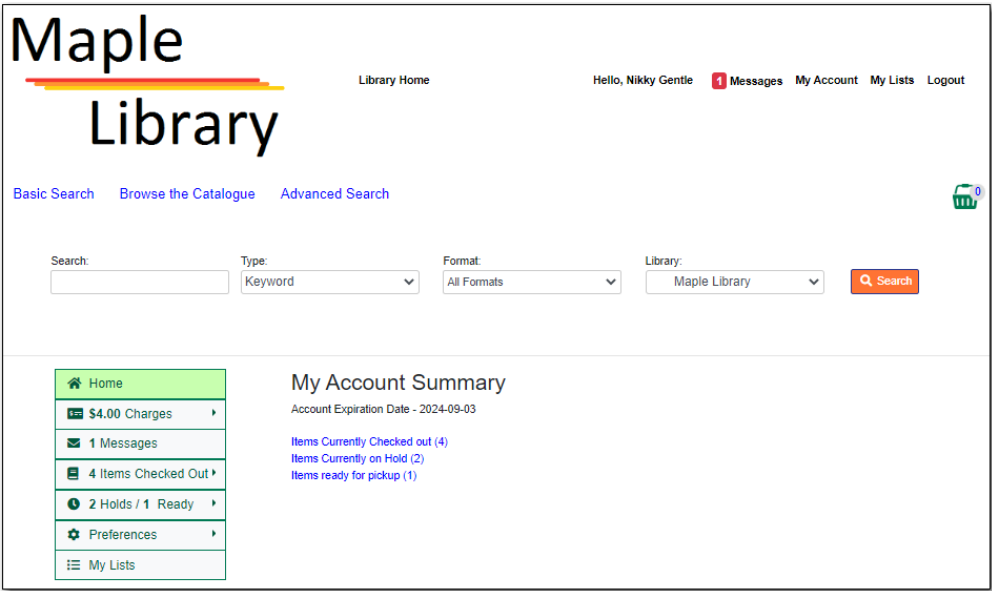 Maple
Library
Library Home
Hello, Nikky Gentle
1 Messages
My Account
My Lists
Logout
Basic Search
Browse the Catalogue
Advanced Search
0
Search:
Type:
Format:
Library:
Keyword
All Formats
Maple Library
Search
Home
$4.00 Charges
1 Messages
4 Items Checked Out
2 Holds / 1 Ready
Preferences
My Lists
My Account Summary
Account Expiration Date - 2024-09-03
Items Currently Checked out (4)
Items Currently on Hold (2)
Items ready for pickup (1)